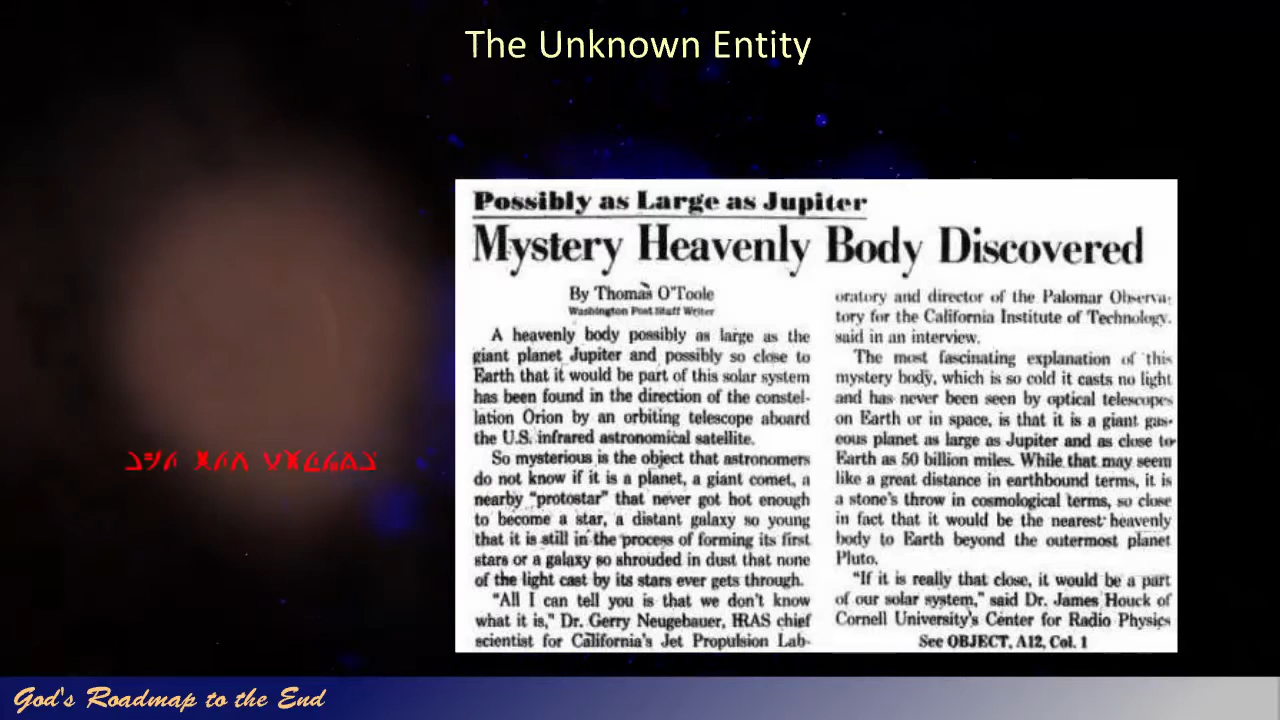 The Unknown Entity
Possibly as Large as Jupiter
Mystery Heavenly Body Discovered
By Thomas O'Toole
Washington Post Staff Writer
A heavenly body possibly as large as the
giant planet Jupiter and possibly so close to
Earth that it would be part of this solar system
has been found in the direction of the constel-
lation Orion by an orbiting telescope aboard
the U.S. infrared astronomical satellite.
So mysterious is the object that astronomers
do not know if it is a planet, a giant comet, a
nearby "protostar" that never got hot enough
to become a star, a distant galaxy so young
that it is still in the process of forming its first
stars or a galaxy so shrouded in dust that none
of the light cast by its stars ever gets through.
"All I can tell you is that we don't know
what it is," Dr. Gerry Neugebauer, IRAS chief
scientist for California's Jet Propulsion Lab-
oratory and director of the Palomar Observa-
tory for the California Institute of Technology,
said in an interview.
The most fascinating explanation of this
mystery body, which is so cold it casts no light
and has never been seen by optical telescopes
on Earth or in space, is that it is a giant gas-
eous planet as large as Jupiter and as close to
Earth as 50 billion miles. While that may seem
like a great distance in earthbound terms, it is
a stone's throw in cosmological terms, so close
in fact that it would be the nearest heavenly
body to Earth beyond the outermost planet
Pluto.
"If it is really that close, it would be a part
of our solar system," said Dr. James Houck of
Cornell University's Center for Radio Physics
See OBJECT, A12, Col. 1
God's Roadmap to the End